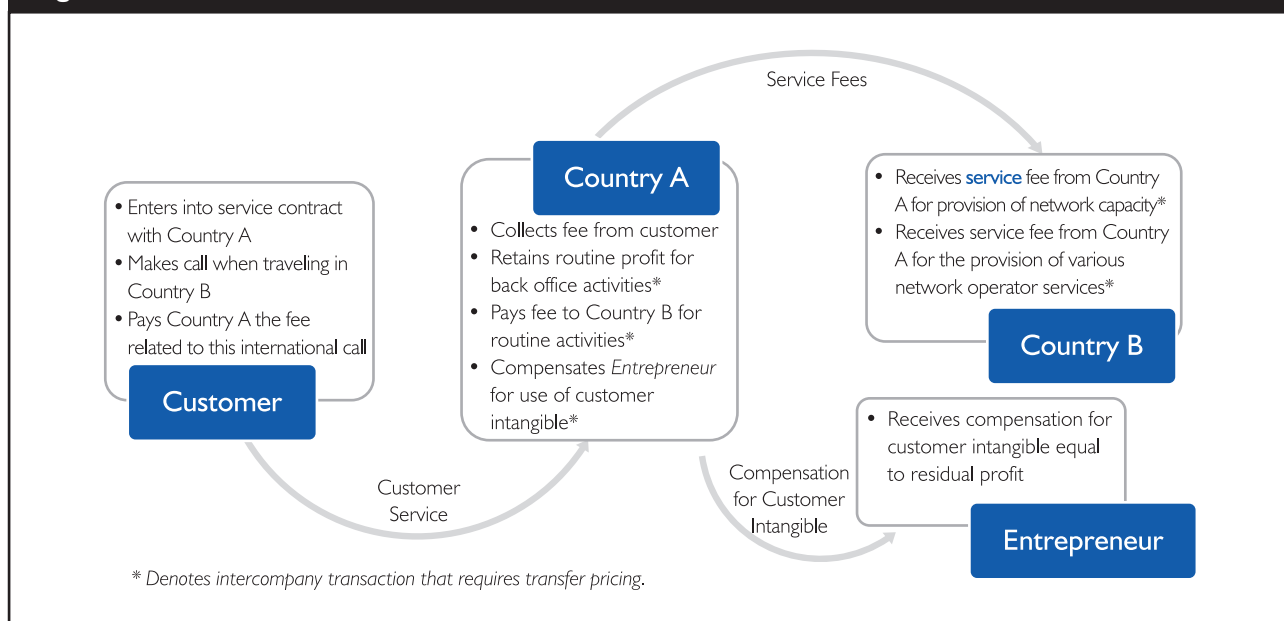 Service Fees
• Enters into service contract
with Country A
• Makes call when traveling in
Country B
• Pays Country A the fee
related to this international call
Customer
Customer
Service
Country A
• Collects fee from customer
• Retains routine profit for
back office activities*
• Pays fee to Country B for
routine activities*
• Compensates Entrepreneur
for use of customer
intangible*
• Receives service fee from Country
A for provision of network capacity*
• Receives service fee from Country
A for the provision of various
network operator services*
Country B
Compensation
for Customer
Intangible
• Receives compensation for
customer intangible equal
to residual profit
Entrepreneur
* Denotes intercompany transaction that requires transfer pricing.